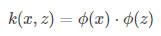 k(x, z) = ϕ(x) · ϕ(z)